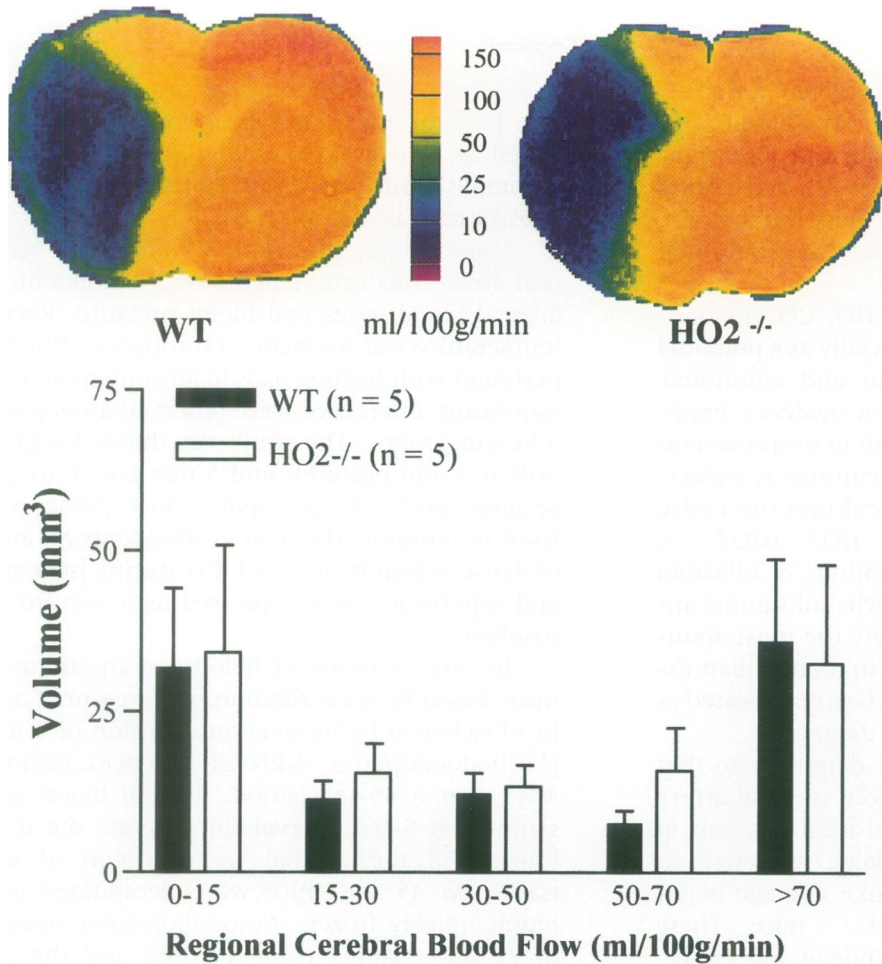 150
100
50
25
10
0
WT
ml/100g/min
HO2 -/-
75
50
25
0
Volume (mm3)
WT (n = 5)
HO2-/- (n = 5)
0-15
15-30
30-50
50-70
>70
Regional Cerebral Blood Flow (ml/100g/min)